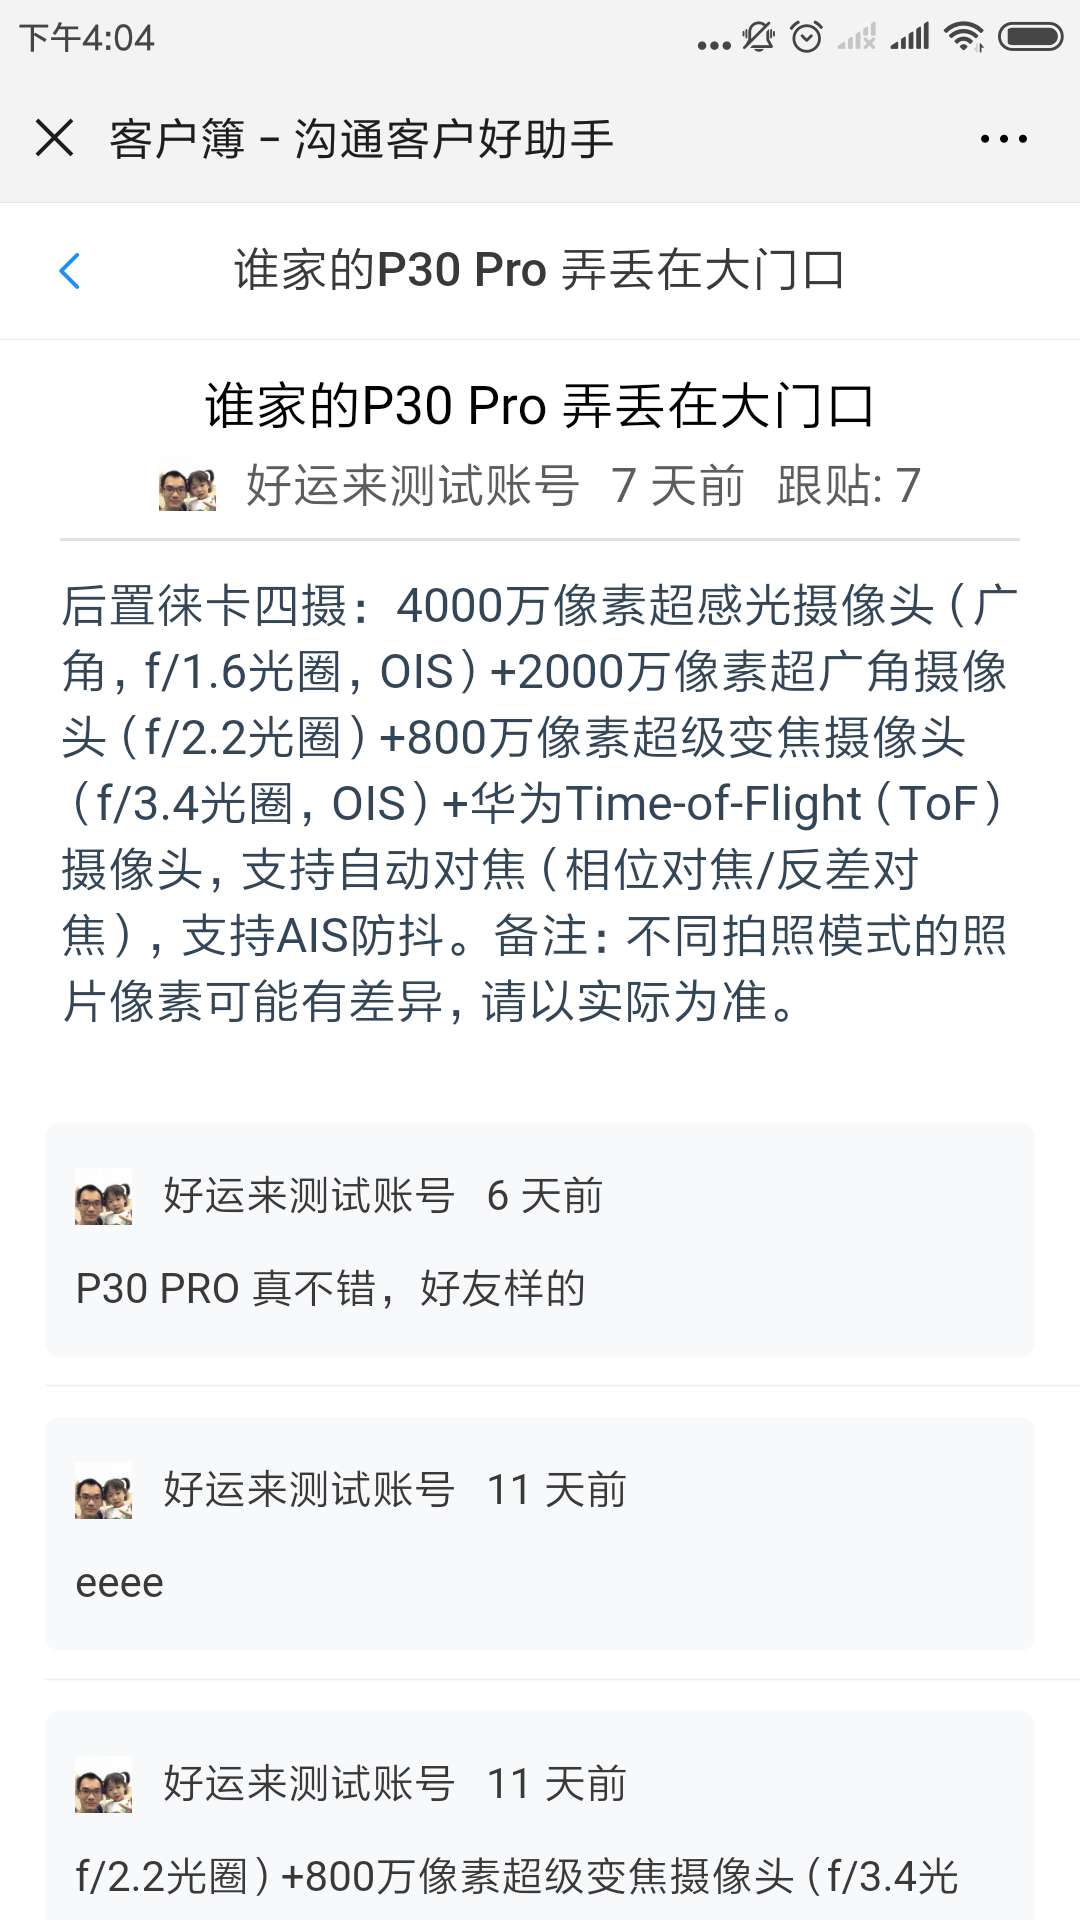 下午4:04
客户簿 - 沟通客户好助手
谁家的P30 Pro 弄丢在大门口
谁家的P30 Pro 弄丢在大门口
好运来测试账号 7 天前 跟贴: 7
后置徕卡四摄：4000万像素超感光摄像头（广
角，f/1.6光圈，OIS）+2000万像素超广角摄像
头（f/2.2光圈）+800万像素超级变焦摄像头
（f/3.4光圈，OIS）+华为Time-of-Flight（ToF）
摄像头，支持自动对焦（相位对焦/反差对
焦），支持AIS防抖。备注：不同拍照模式的照
片像素可能有差异，请以实际为准。
好运来测试账号 6 天前
P30 PRO 真不错，好友样的
好运来测试账号 11 天前
eeee
好运来测试账号 11 天前
f/2.2光圈）+800万像素超级变焦摄像头（f/3.4光